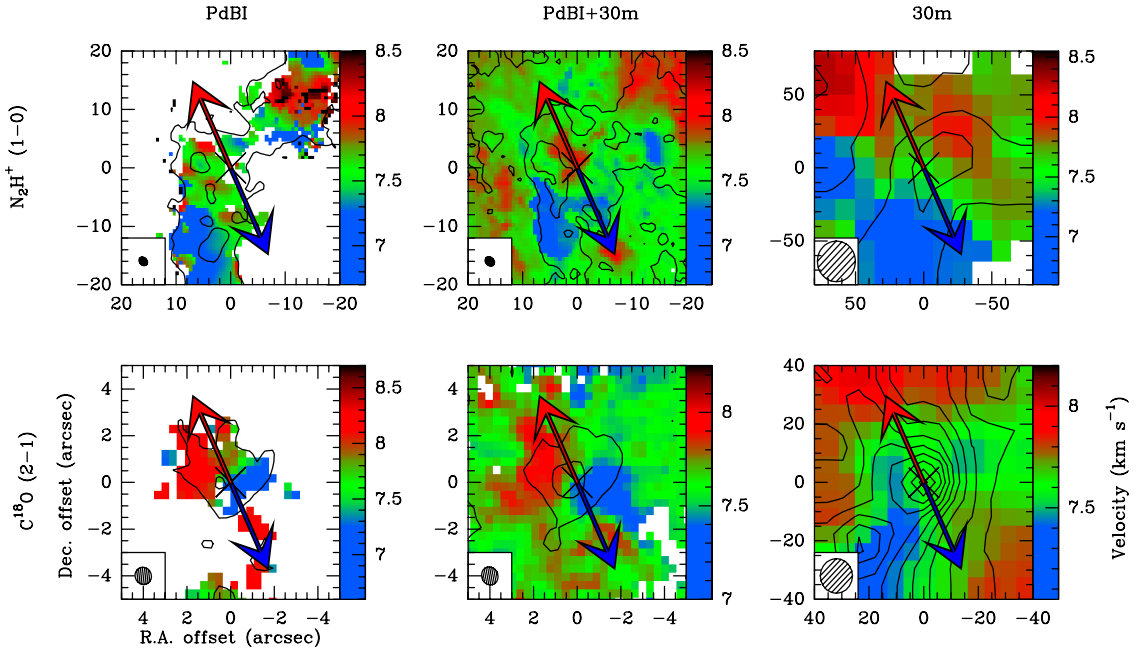 PdBI PdBI+30m 30m
N₂H⁺ (1−0)
20 10 0 −10 −20
20 10 0 −10 −20
8.5 8 7.5 7
20 10 0 −10 −20
20 10 0 −10 −20
8.5 8 7.5 7
50 0 −50
50 0 −50
8.5 8 7.5 7
C¹⁸O (2−1)
Dec. offset (arcsec)
4 2 0 −2 −4
4 2 0 −2 −4
R.A. offset (arcsec)
8.5 8 7.5 7
4 2 0 −2 −4
4 2 0 −2 −4
8 7.5 7
40 20 0 −20 −40
40 20 0 −20 −40
8 7.5
Velocity (km s⁻¹)